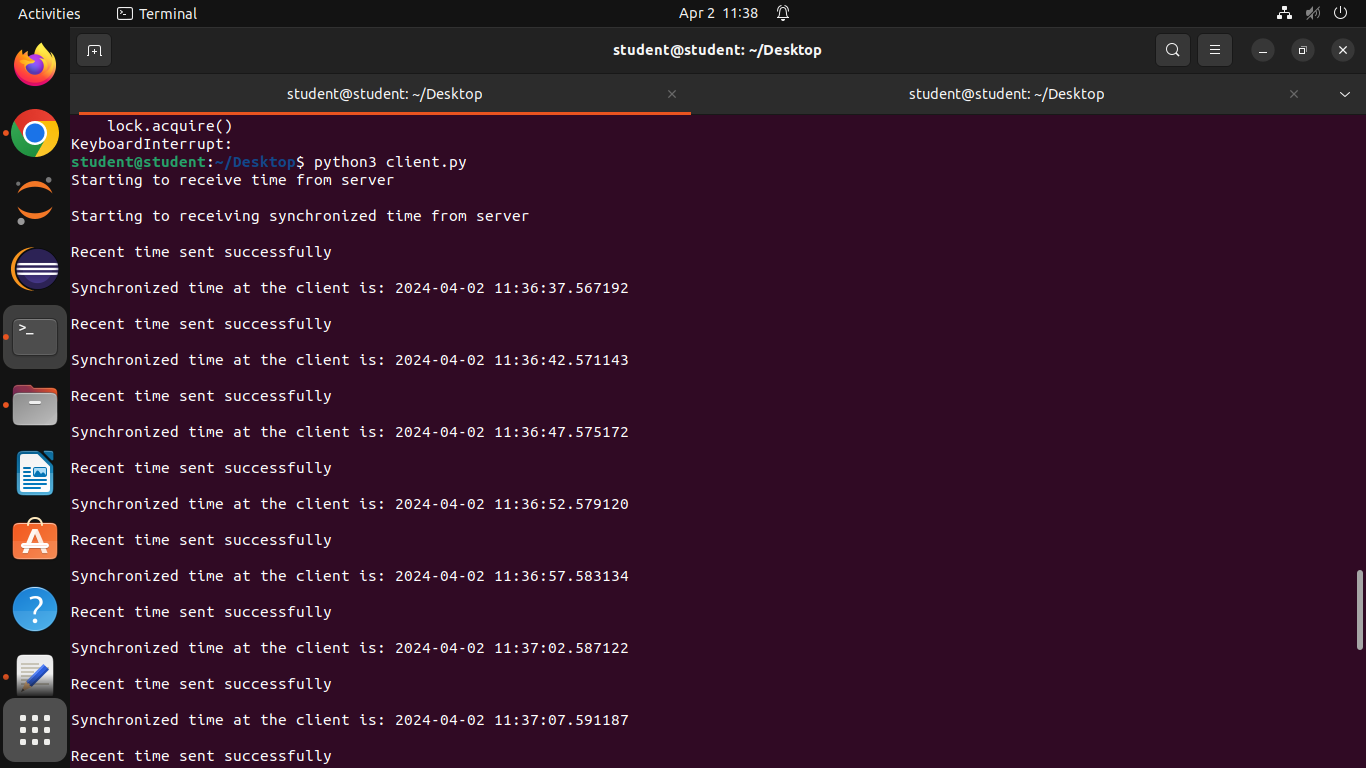 Activities Terminal Apr 2 11:38
student@student: ~/Desktop
student@student: ~/Desktop student@student: ~/Desktop
lock.acquire()
KeyboardInterrupt:
student@student:~/Desktop$ python3 client.py
Starting to receive time from server
Starting to receiving synchronized time from server
Recent time sent successfully
Synchronized time at the client is: 2024-04-02 11:36:37.567192
Recent time sent successfully
Synchronized time at the client is: 2024-04-02 11:36:42.571143
Recent time sent successfully
Synchronized time at the client is: 2024-04-02 11:36:47.575172
Recent time sent successfully
Synchronized time at the client is: 2024-04-02 11:36:52.579120
Recent time sent successfully
Synchronized time at the client is: 2024-04-02 11:36:57.583134
Recent time sent successfully
Synchronized time at the client is: 2024-04-02 11:37:02.587122
Recent time sent successfully
Synchronized time at the client is: 2024-04-02 11:37:07.591187
Recent time sent successfully